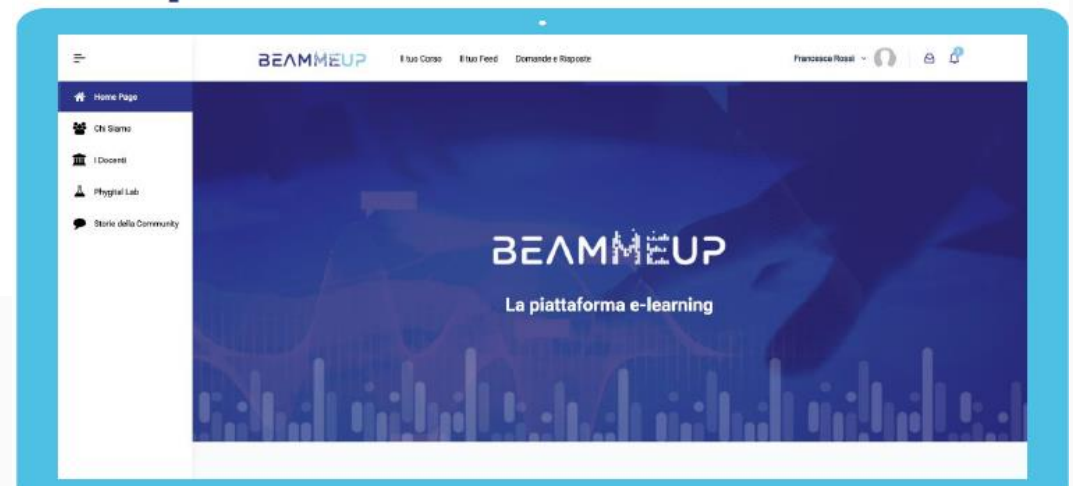 BEAMMEUP Il tuo Corso Il tuo Feed Domande e Risposte Francesca Rossi
Home Page
Chi Siamo
I Docenti
Phygital Lab
Storie della Community
BEAMMEUP
La piattaforma e-learning